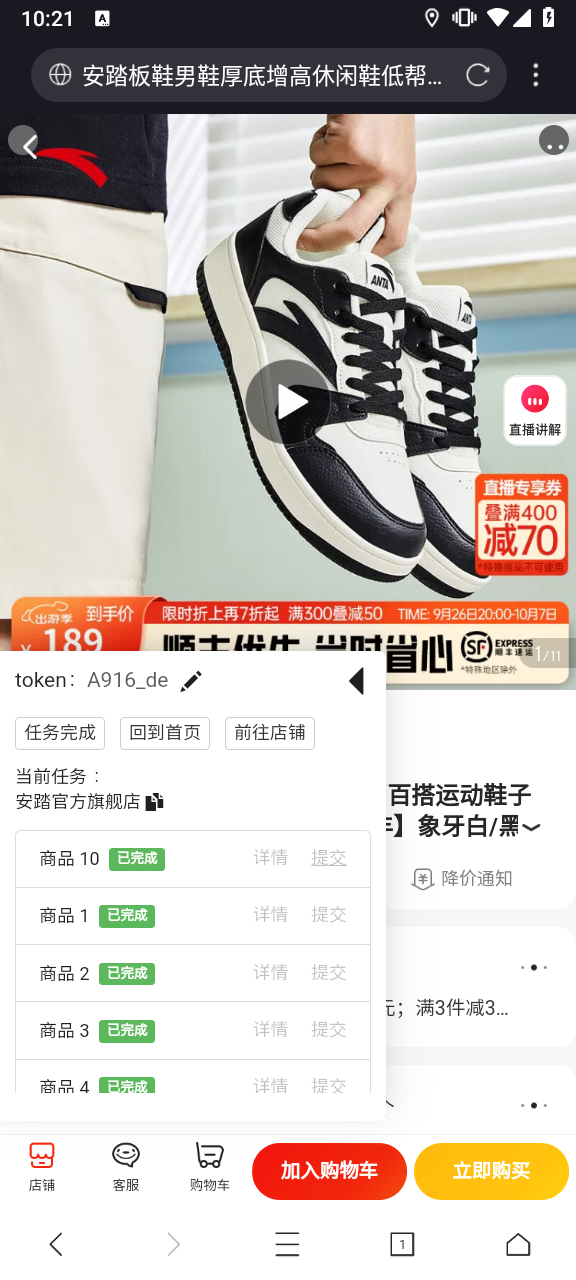 10:21
A
安踏板鞋男鞋厚底增高休闲鞋低帮...
ANTA
直播讲解
直播专享券
叠满400
减70
*特殊商品不可使用
出游季 到手价 限时折上再7折起 满300叠减50 TIME: 9月26日20:00-10月7日
¥189
SF EXPRESS
顺丰速运
*特殊地区除外
1/11
token: A916_de
任务完成 回到首页 前往店铺
当前任务：
安踏官方旗舰店
百搭运动鞋子
】象牙白/黑
降价通知
商品 10 已完成 详情 提交
商品 1 已完成 详情 提交
商品 2 已完成 详情 提交
元；满3件减3...
商品 3 已完成 详情 提交
商品 4 已完成 详情 提交
店铺 客服 购物车 加入购物车 立即购买
1